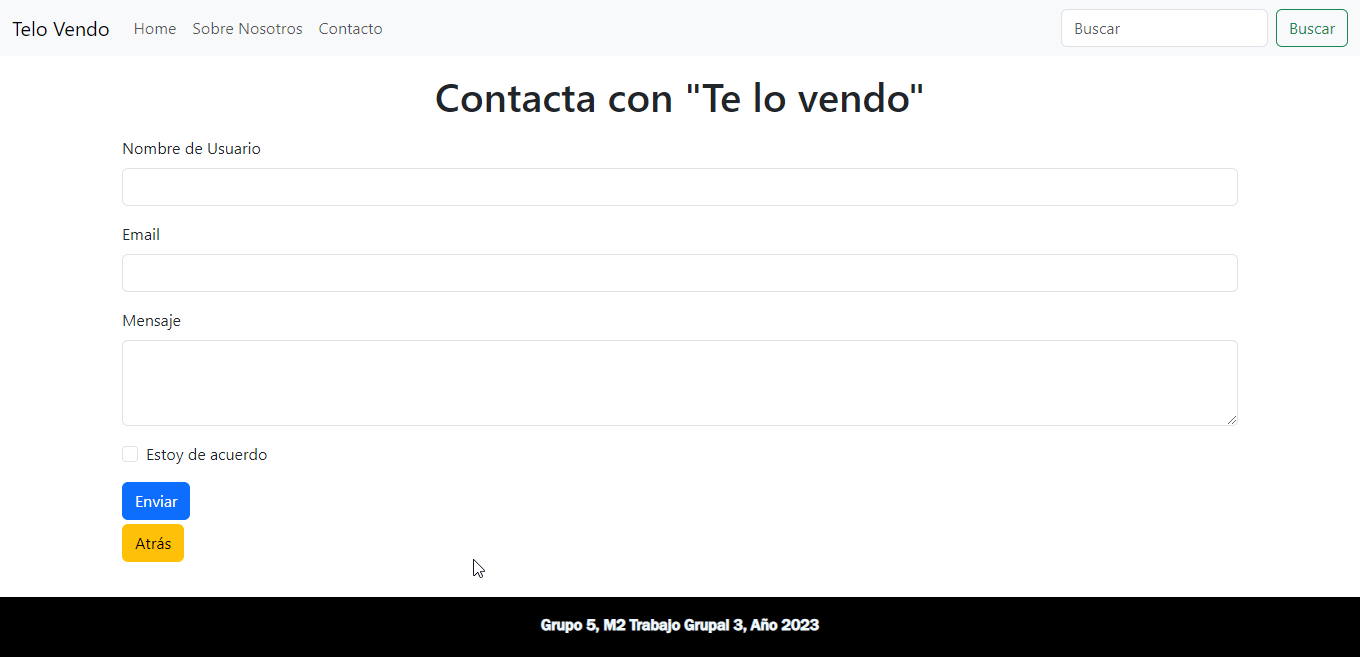 Telo Vendo Home Sobre Nosotros Contacto Buscar Buscar
Contacta con "Te lo vendo"
Nombre de Usuario
Email
Mensaje
Estoy de acuerdo
Enviar
Atrás
Grupo 5, M2 Trabajo Grupal 3, Año 2023